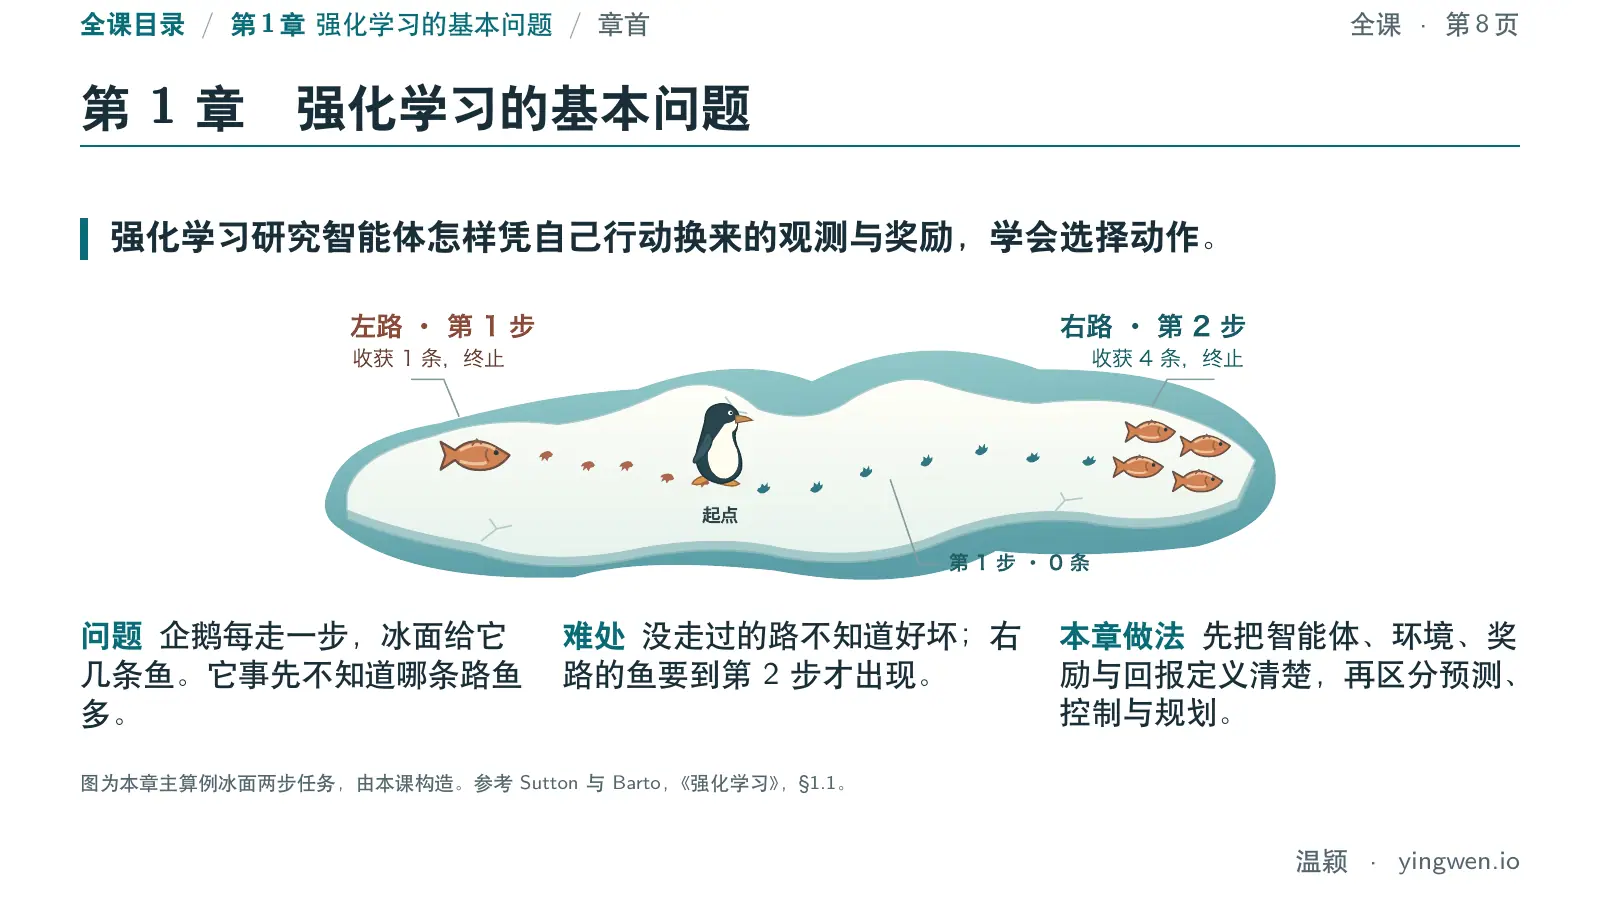 全课目录 / 第1章 强化学习的基本问题 / 章首
全课 · 第8页
第 1 章 强化学习的基本问题
强化学习研究智能体怎样凭自己行动换来的观测与奖励，学会选择动作。
左路 · 第 1 步
收获 1 条，终止
右路 · 第 2 步
收获 4 条，终止
起点
第 1 步 · 0 条
问题 企鹅每走一步，冰面给它
几条鱼。它事先不知道哪条路鱼
多。
难处 没走过的路不知道好坏；右
路的鱼要到第 2 步才出现。
本章做法 先把智能体、环境、奖
励与回报定义清楚，再区分预测、
控制与规划。
图为本章主算例冰面两步任务，由本课构造。参考 Sutton 与 Barto，《强化学习》，§1.1。
温颖 · yingwen.io